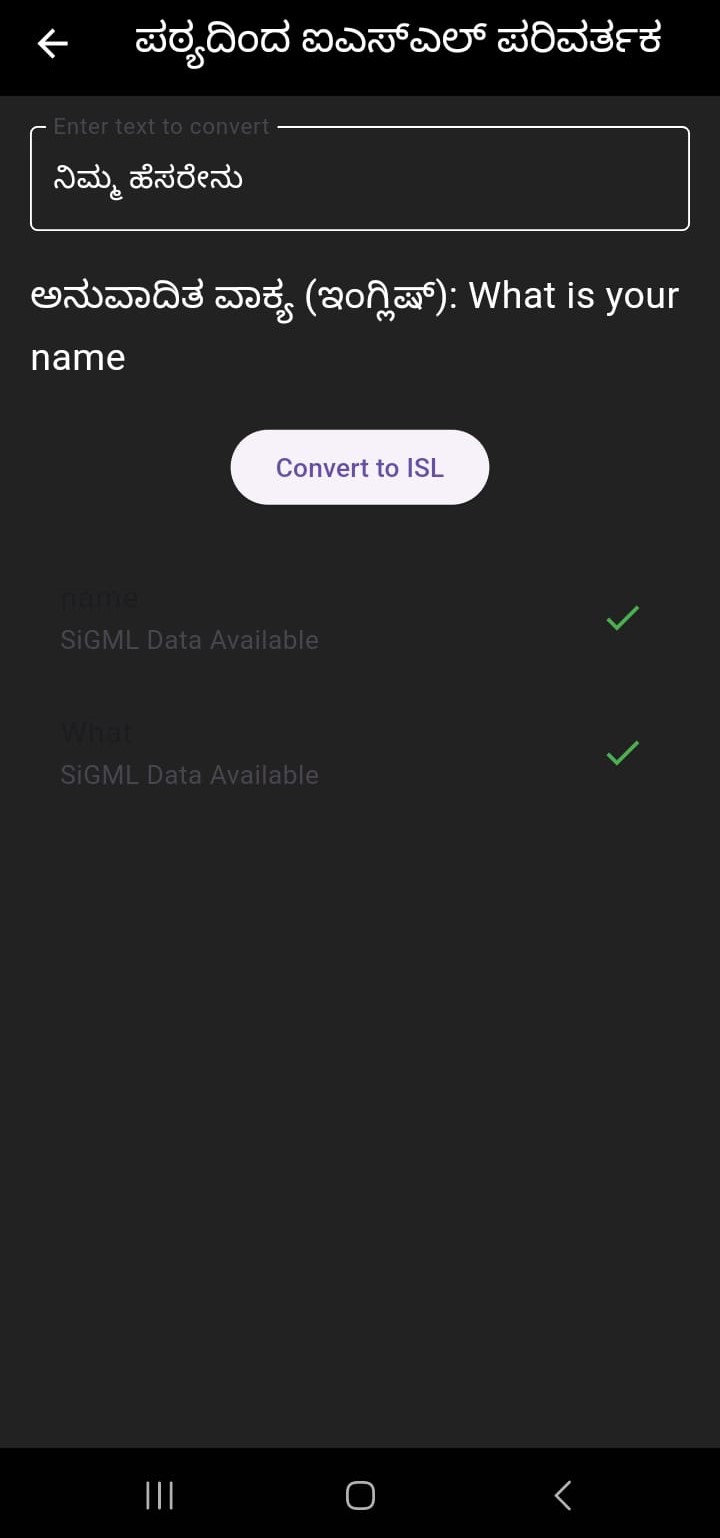 ಪಠ್ಯದಿಂದ ಐಎಸ್ಎಲ್ ಪರಿವರ್ತಕ
Enter text to convert
ನಿಮ್ಮ ಹೆಸರೇನು
ಅನುವಾದಿತ ವಾಕ್ಯ (ಇಂಗ್ಲಿಷ್): What is your
name
Convert to ISL
name
SiGML Data Available
What
SiGML Data Available